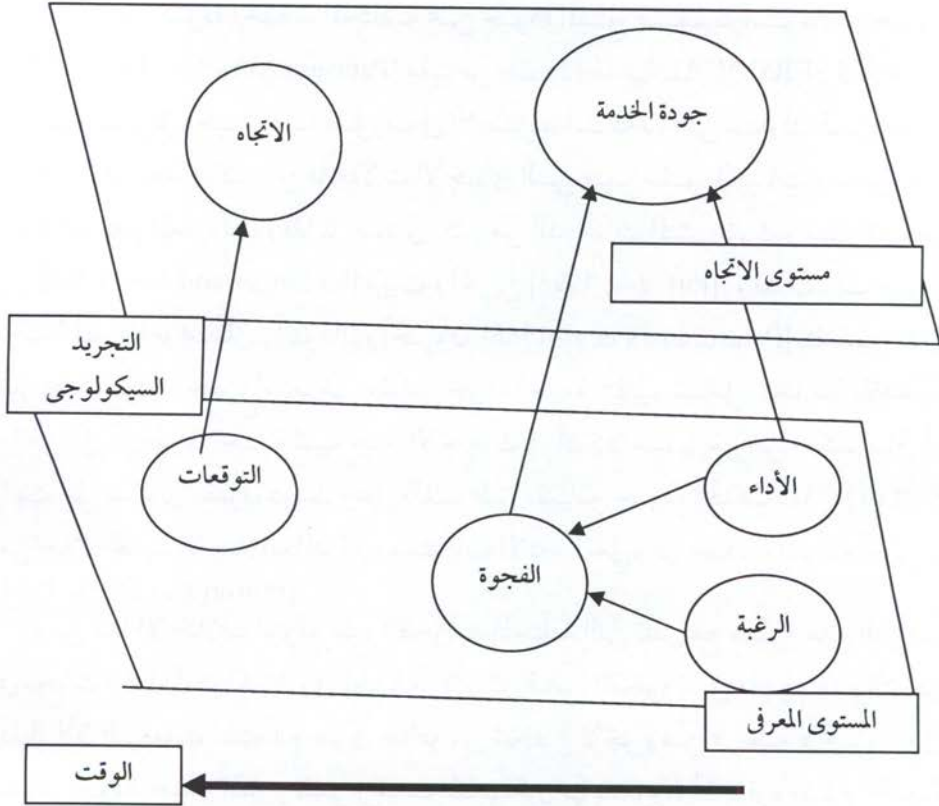 جودة الخدمة
الاتجاه
مستوى الاتجاه
التجريد
السيكولوجى
الأداء
التوقعات
الفجوة
الرغبة
المستوى المعرفى
الوقت